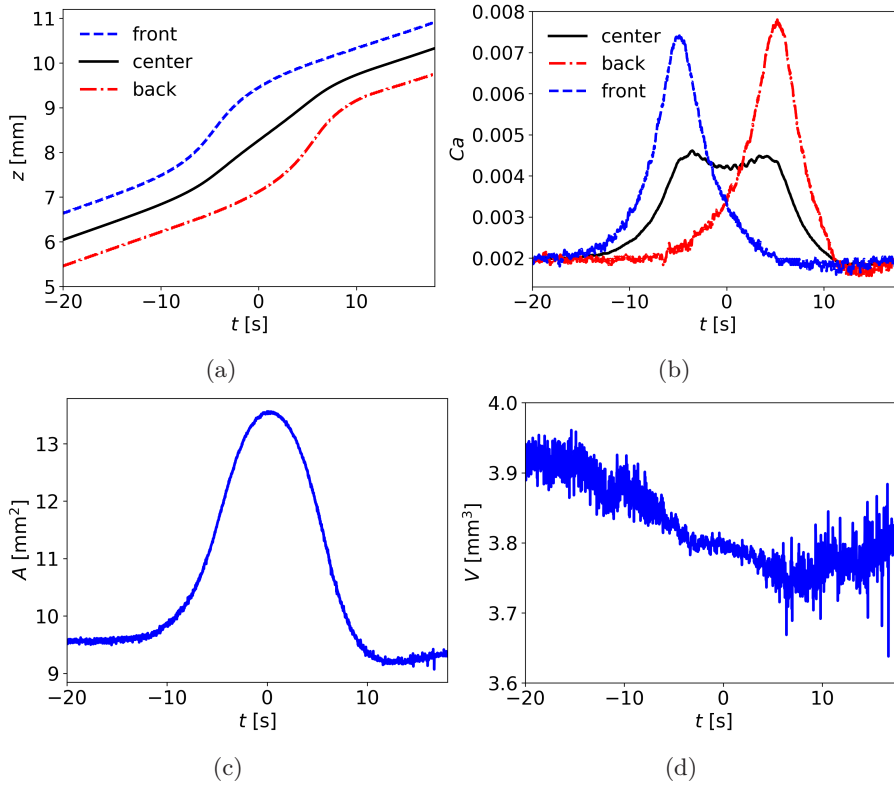 11
10
9
8
7
6
5
z [mm]
front
center
back
−20
−10
0
10
t [s]
(a)
0.008
0.007
0.006
0.005
0.004
0.003
0.002
Ca
center
back
front
−20
−10
0
10
t [s]
(b)
13
12
11
10
9
A [mm²]
−20
−10
0
10
t [s]
(c)
4.0
3.9
3.8
3.7
3.6
V [mm³]
−20
−10
0
10
t [s]
(d)